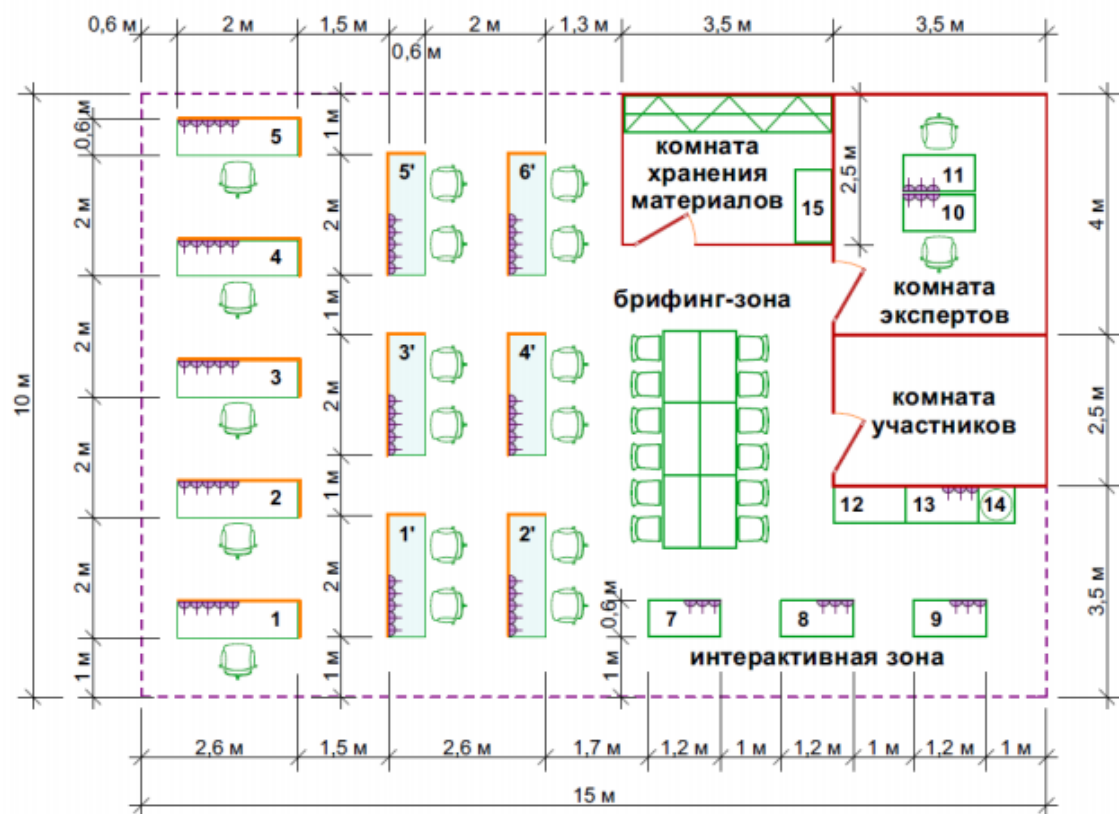 0,6 м 2 м 1,5 м 2 м 1,3 м 3,5 м 3,5 м
0,6 м
0,6 м
2 м
2 м
2 м
2 м
1 м
10 м
5
4
3
2
1
1 м
2 м
1 м
2 м
1 м
2 м
1 м
5' 6'
3' 4'
1' 2'
комната
хранения
материалов
15
2,5 м
11
10
комната
экспертов
4 м
брифинг-зона
комната
участников
2,5 м
12 13 14
3,5 м
0,6 м
1 м
7 8 9
интерактивная зона
2,6 м 1,5 м 2,6 м 1,7 м 1,2 м 1 м 1,2 м 1 м 1,2 м 1 м
15 м